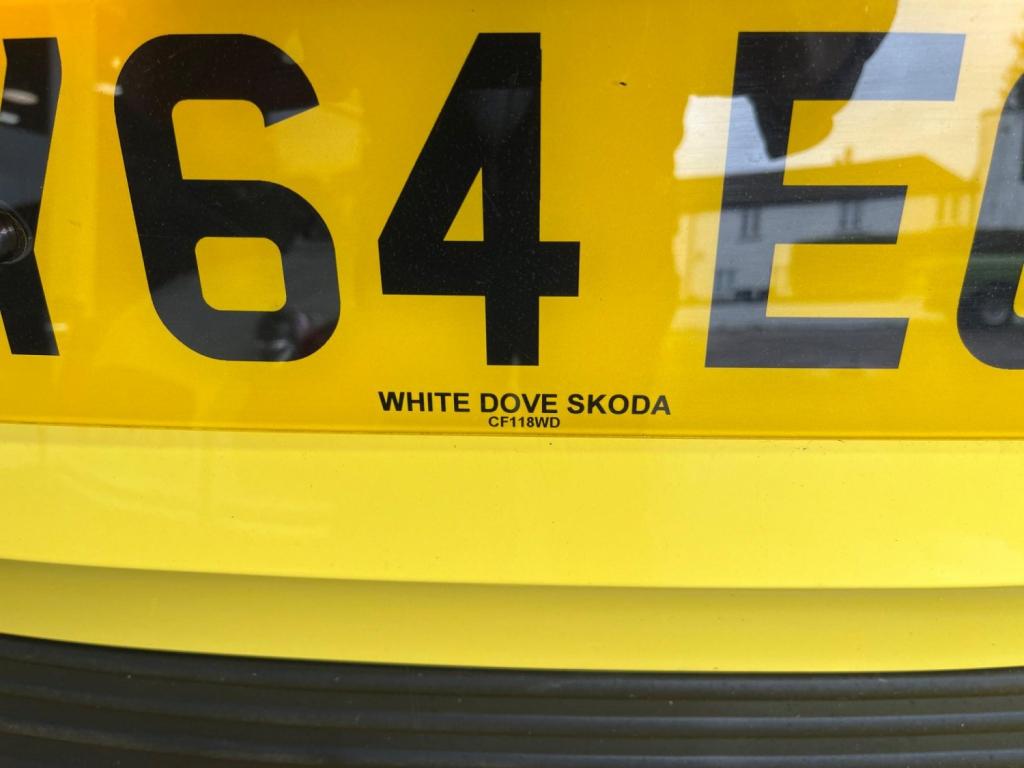 64 E
WHITE DOVE SKODA
CF118WD